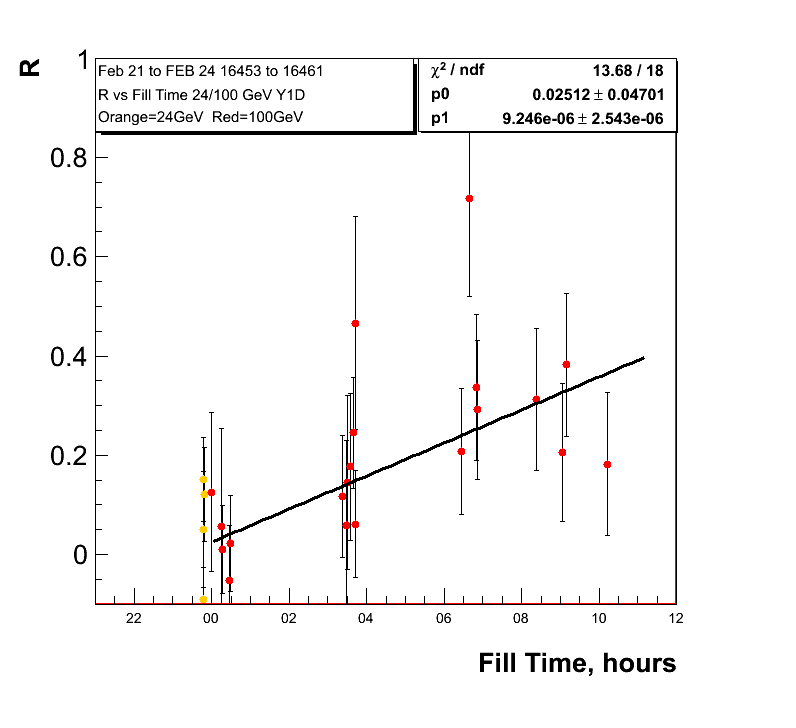 R
1
Feb 21 to FEB 24 16453 to 16461
R vs Fill Time 24/100 GeV Y1D
Orange=24GeV Red=100GeV
χ² / ndf 13.68 / 18
p0 0.02512 ± 0.04701
p1 9.246e-06 ± 2.543e-06
0.8
0.6
0.4
0.2
0
22 00 02 04 06 08 10 12
Fill Time, hours